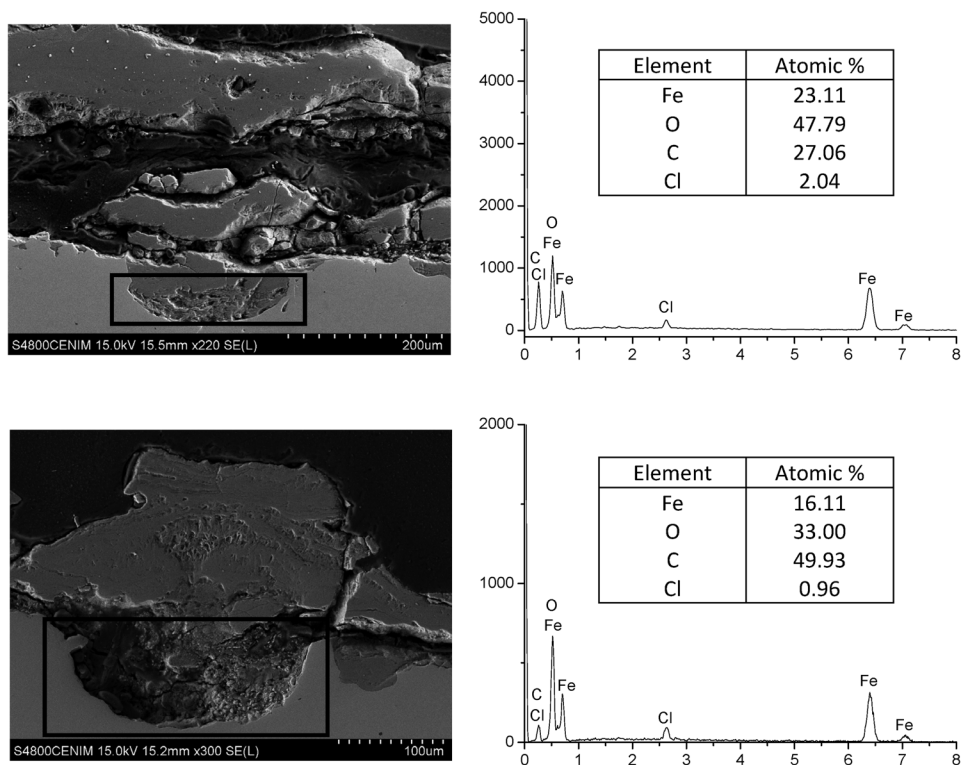 S4800CENIM 15.0kV 15.5mm x220 SE(L) 200um
5000
4000
3000
2000
1000
0
0 1 2 3 4 5 6 7 8
Element Atomic %
Fe 23.11
O 47.79
C 27.06
Cl 2.04
C
Cl
O
Fe
Fe
Cl
Fe
Fe
S4800CENIM 15.0kV 15.2mm x300 SE(L) 100um
2000
1000
0
0 1 2 3 4 5 6 7 8
Element Atomic %
Fe 16.11
O 33.00
C 49.93
Cl 0.96
C
Cl
O
Fe
Fe
Cl
Fe
Fe